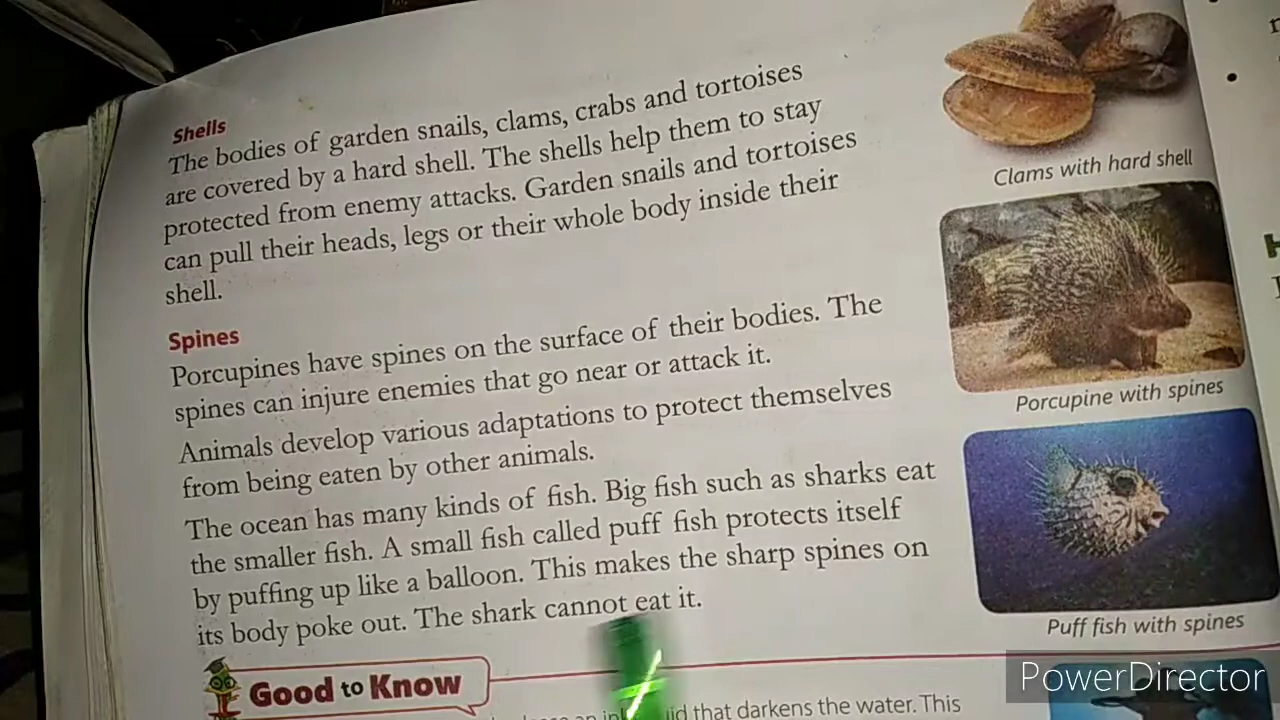 Shells
The bodies of garden snails, clams, crabs and tortoises
are covered by a hard shell. The shells help them to stay
protected from enemy attacks. Garden snails and tortoises
can pull their heads, legs or their whole body inside their
shell.
Spines
Porcupines have spines on the surface of their bodies. The
spines can injure enemies that go near or attack it.
Animals develop various adaptations to protect themselves
from being eaten by other animals.
The ocean has many kinds of fish. Big fish such as sharks eat
the smaller fish. A small fish called puff fish protects itself
by puffing up like a balloon. This makes the sharp spines on
its body poke out. The shark cannot eat it.
Good to Know
that darkens the water. This
Clams with hard shell
Porcupine with spines
Puff fish with spines
PowerDirector